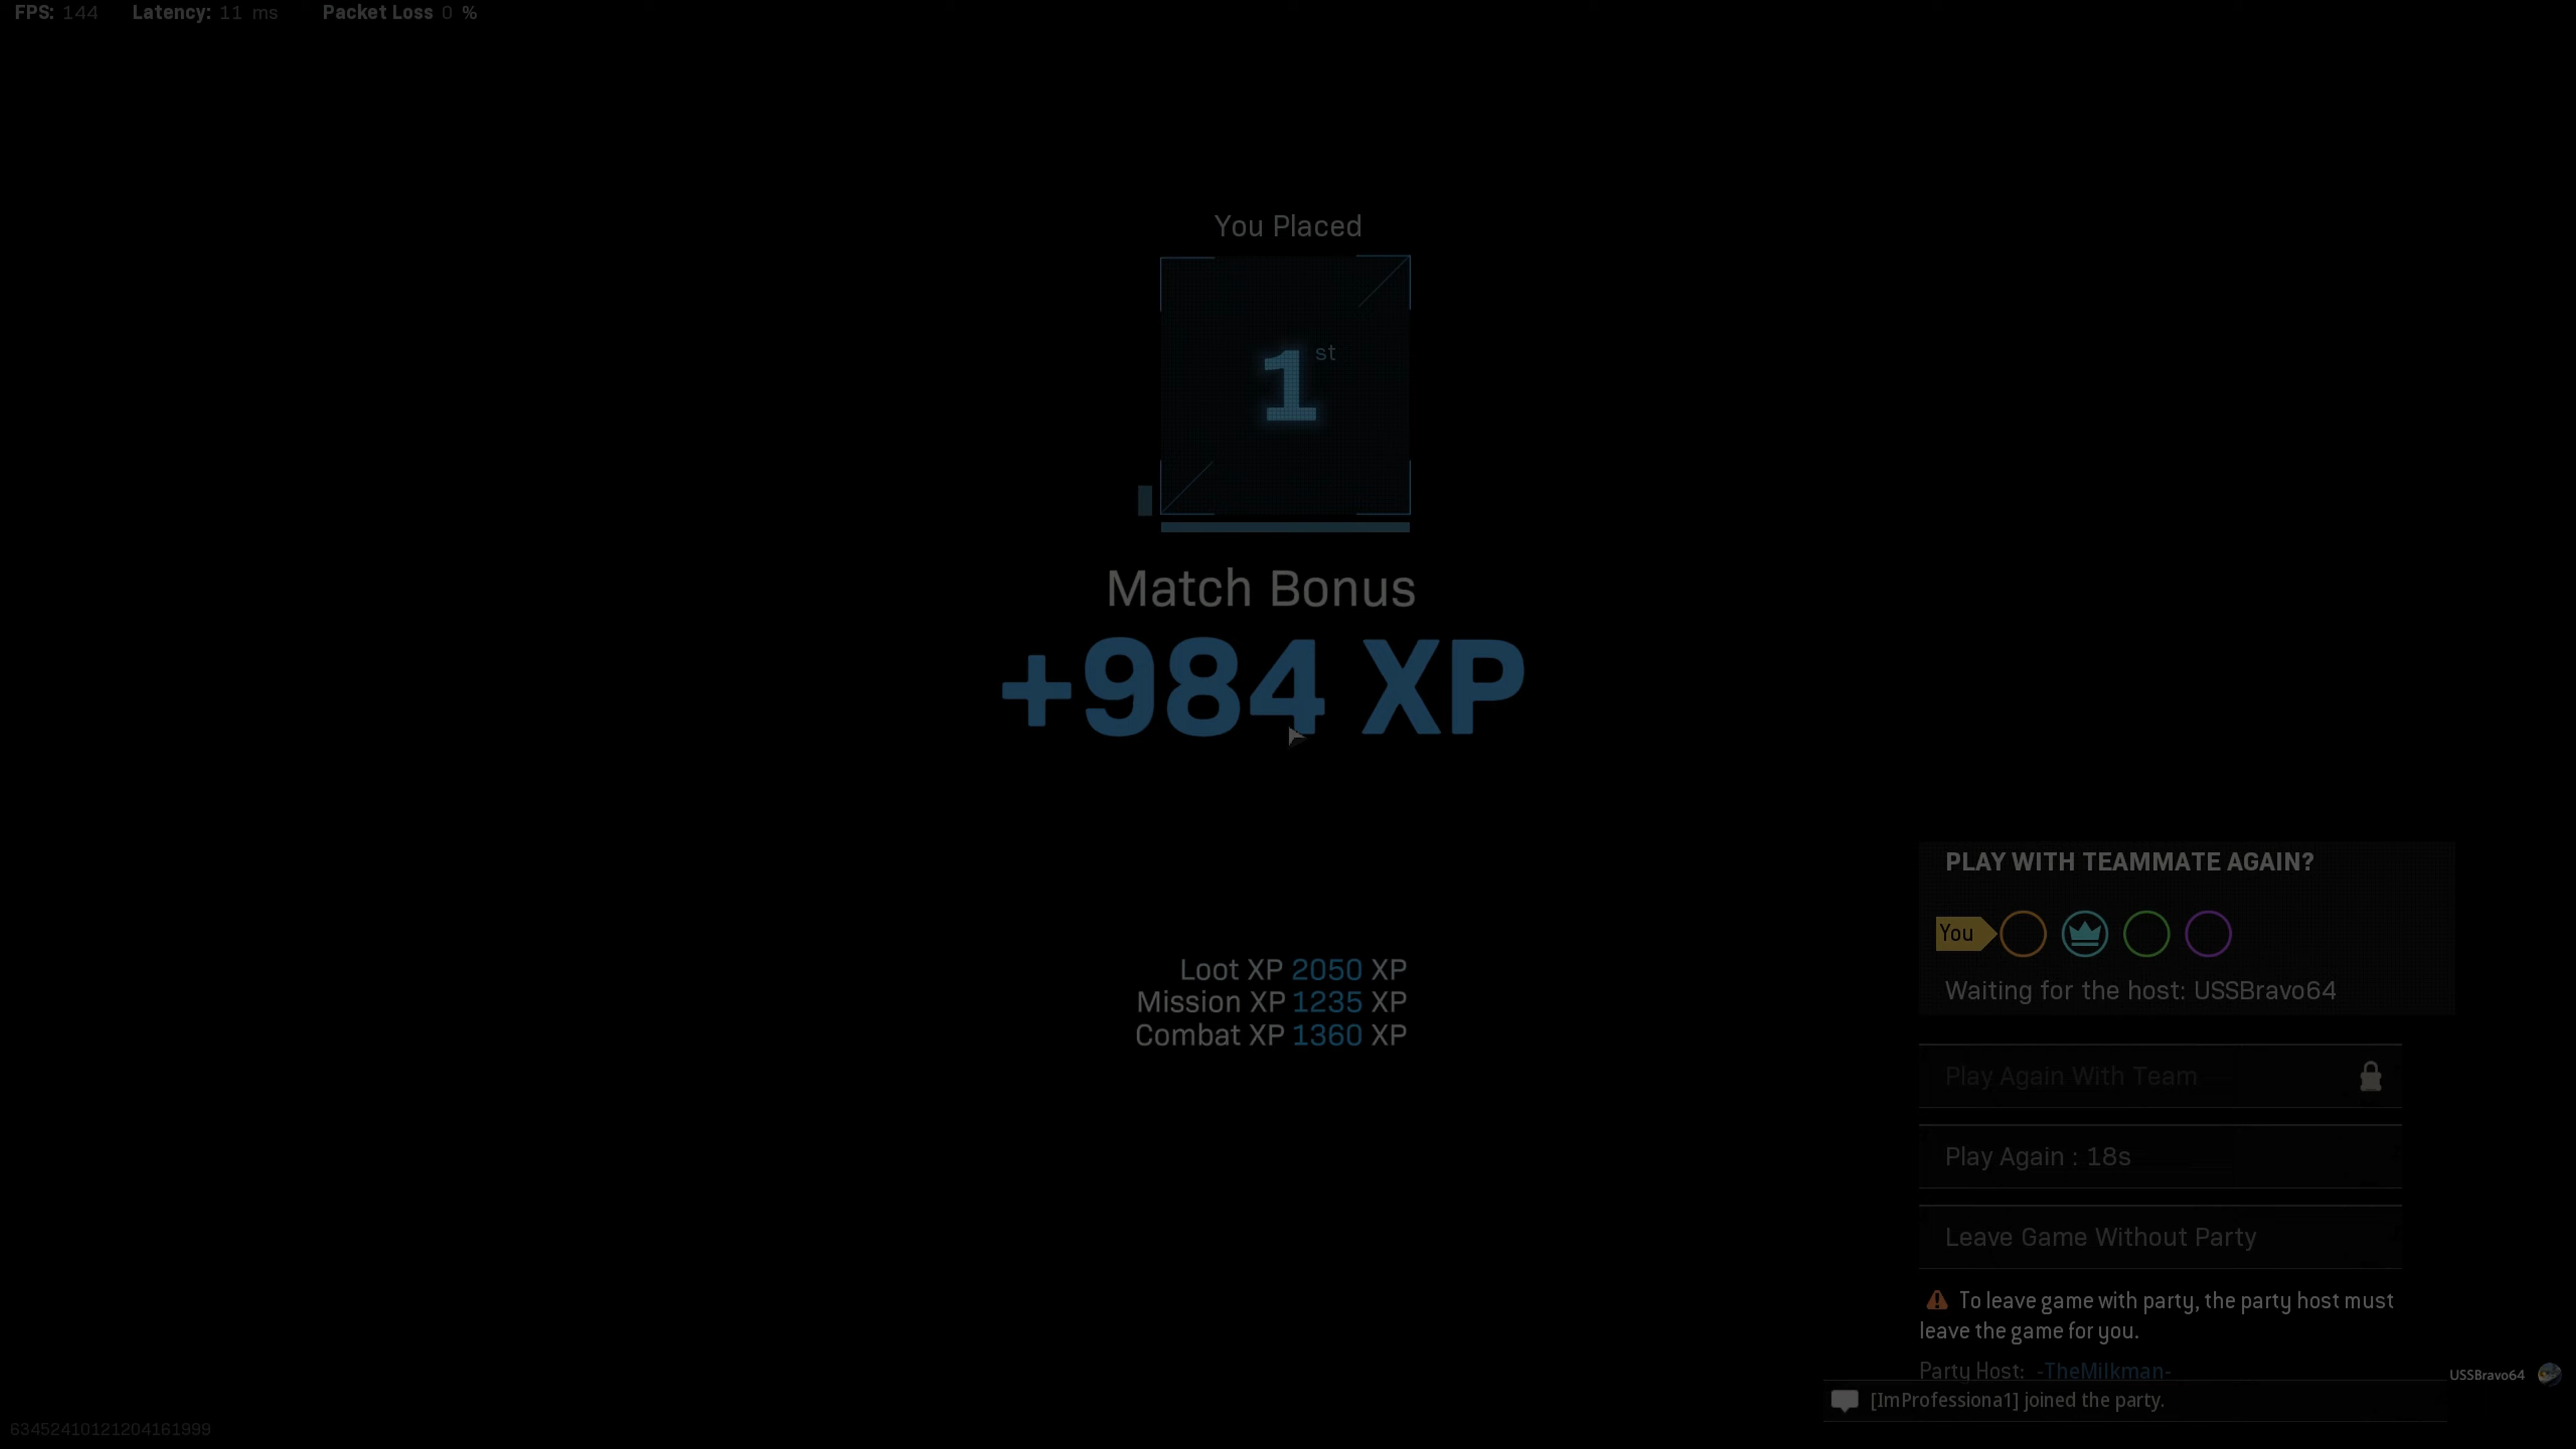 FPS: 144 Latency: 11 ms Packet Loss 0 %
You Placed
1st
Match Bonus
+984 XP
Loot XP 2050 XP
Mission XP 1235 XP
Combat XP 1360 XP
PLAY WITH TEAMMATE AGAIN?
You
Waiting for the host: USSBravo64
Play Again With Team
Play Again : 18s
Leave Game Without Party
To leave game with party, the party host must
leave the game for you.
Party Host: -TheMilkman-
USSBravo64
[ImProfessiona1] joined the party.
63452410121204161999